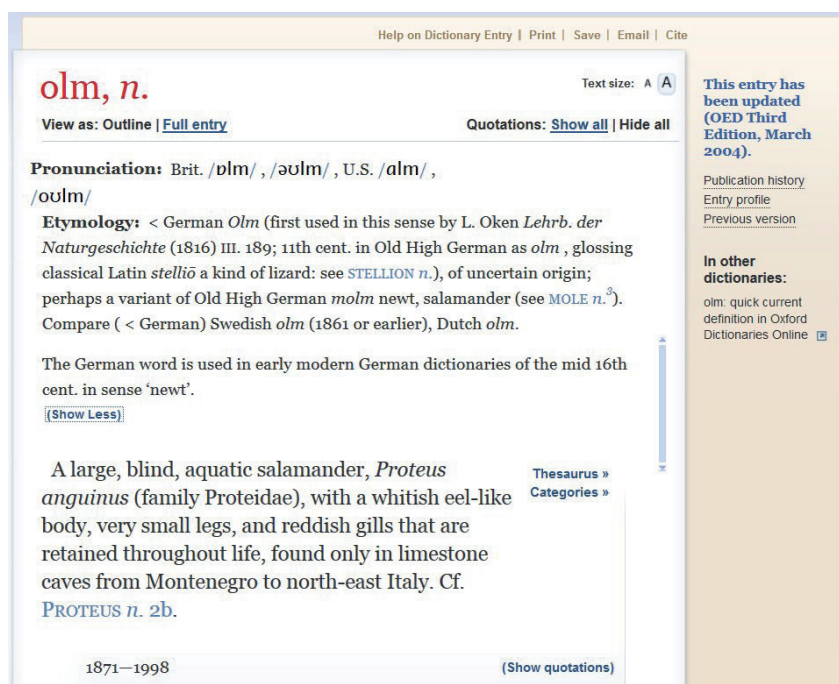 Help on Dictionary Entry | Print | Save | Email | Cite
olm, n.
Text size: A A
View as: Outline | Full entry
Quotations: Show all | Hide all
Pronunciation: Brit. /ɒlm/ , /əʊlm/ , U.S. /ɑlm/ ,
/oʊlm/
Etymology: < German Olm (first used in this sense by L. Oken Lehrb. der
Naturgeschichte (1816) III. 189; 11th cent. in Old High German as olm , glossing
classical Latin stelliō a kind of lizard: see STELLION n.), of uncertain origin;
perhaps a variant of Old High German molm newt, salamander (see MOLE n.³).
Compare ( < German) Swedish olm (1861 or earlier), Dutch olm.
The German word is used in early modern German dictionaries of the mid 16th
cent. in sense ‘newt’.
(Show Less)
A large, blind, aquatic salamander, Proteus
anguinus (family Proteidae), with a whitish eel-like
body, very small legs, and reddish gills that are
retained throughout life, found only in limestone
caves from Montenegro to north-east Italy. Cf.
PROTEUS n. 2b.
Thesaurus »
Categories »
1871—1998
(Show quotations)
This entry has
been updated
(OED Third
Edition, March
2004).
Publication history
Entry profile
Previous version
In other
dictionaries:
olm: quick current
definition in Oxford
Dictionaries Online